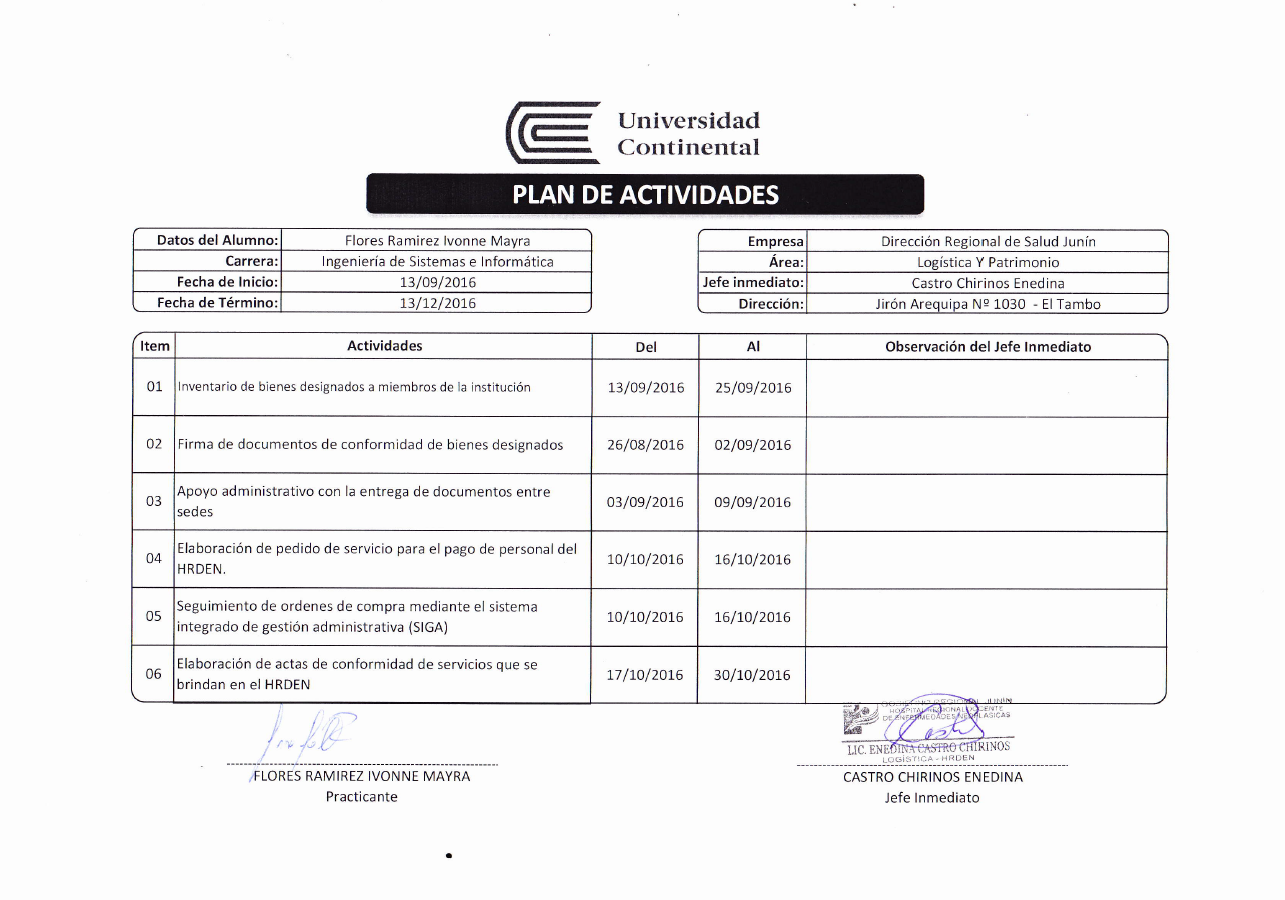 Universidad
Continental
PLAN DE ACTIVIDADES
Datos del Alumno: Flores Ramirez Ivonne Mayra
Carrera: Ingeniería de Sistemas e Informática
Fecha de Inicio: 13/09/2016
Fecha de Término: 13/12/2016
Empresa Dirección Regional de Salud Junín
Área: Logística Y Patrimonio
Jefe inmediato: Castro Chirinos Enedina
Dirección: Jirón Arequipa Nº 1030 - El Tambo
Item Actividades Del Al Observación del Jefe Inmediato
01 Inventario de bienes designados a miembros de la institución 13/09/2016 25/09/2016
02 Firma de documentos de conformidad de bienes designados 26/08/2016 02/09/2016
03 Apoyo administrativo con la entrega de documentos entre
sedes 03/09/2016 09/09/2016
04 Elaboración de pedido de servicio para el pago de personal del
HRDEN. 10/10/2016 16/10/2016
05 Seguimiento de ordenes de compra mediante el sistema
integrado de gestión administrativa (SIGA) 10/10/2016 16/10/2016
06 Elaboración de actas de conformidad de servicios que se
brindan en el HRDEN 17/10/2016 30/10/2016
FLORES RAMIREZ IVONNE MAYRA
Practicante
GOBIERNO REGIONAL JUNIN
HOSPITAL REGIONAL DOCENTE
DE ENFERMEDADES NEOPLASICAS
LIC. ENEDINA CASTRO CHIRINOS
LOGISTICA - HRDEN
CASTRO CHIRINOS ENEDINA
Jefe Inmediato